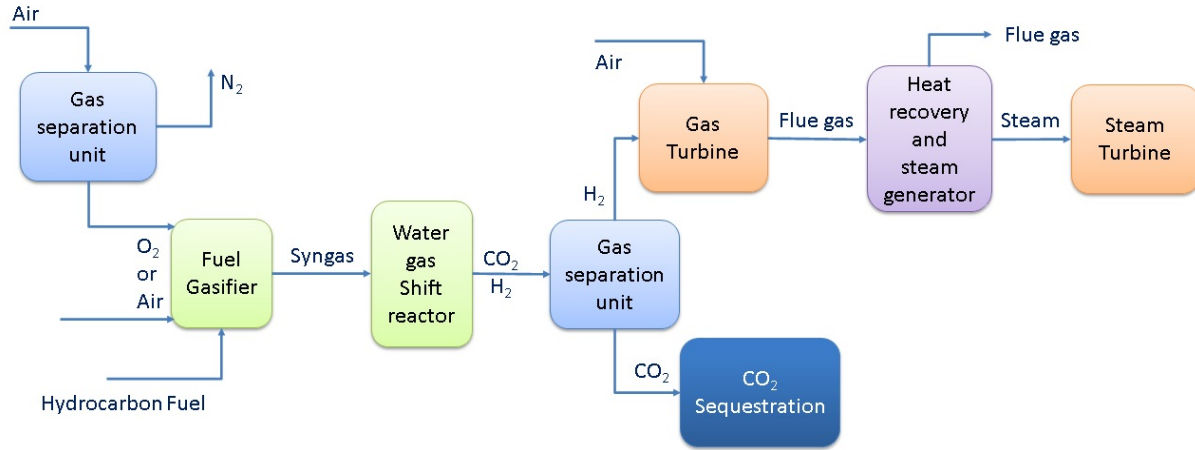 Air
Gas
separation
unit
N₂
O₂
or
Air
Hydrocarbon Fuel
Fuel
Gasifier
Syngas
Water
gas
Shift
reactor
CO₂
H₂
Gas
separation
unit
H₂
CO₂
CO₂
Sequestration
Air
Gas
Turbine
Flue gas
Heat
recovery
and
steam
generator
Flue gas
Steam
Steam
Turbine